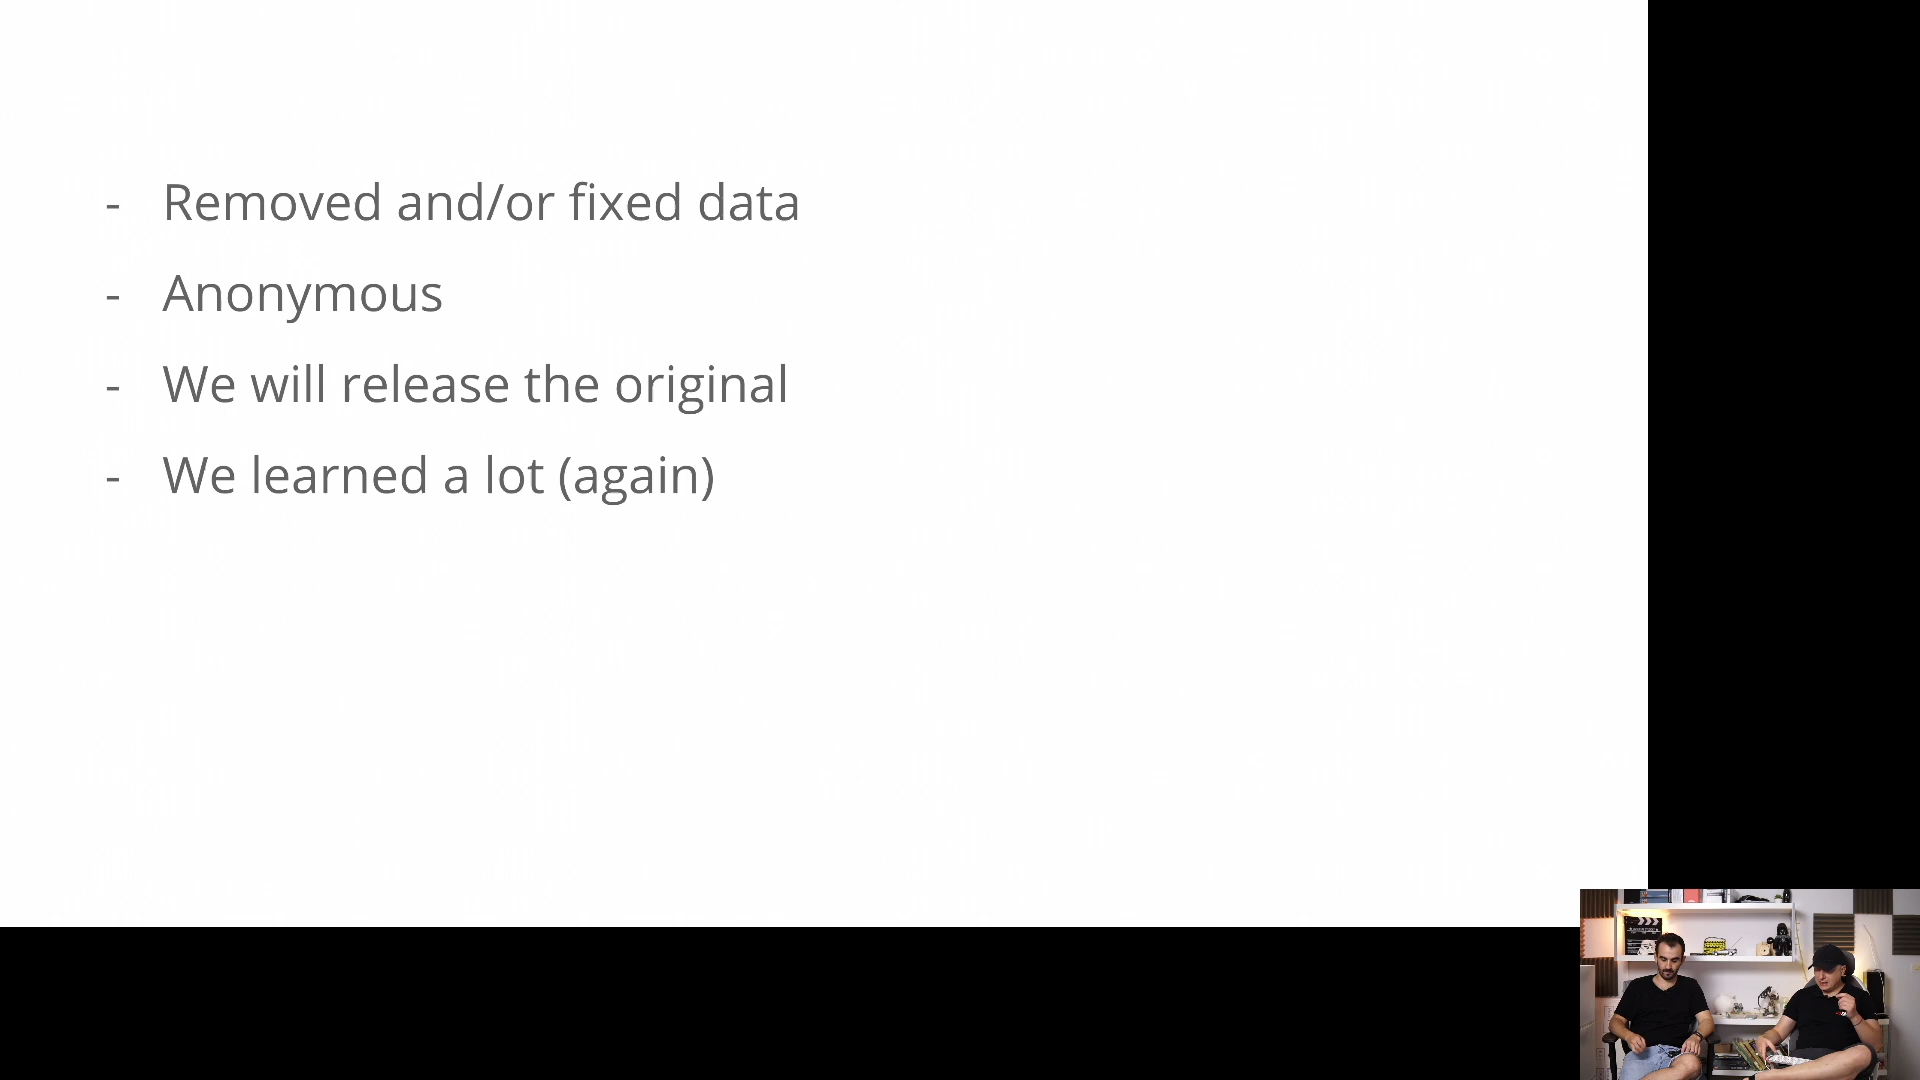 - Removed and/or fixed data
- Anonymous
- We will release the original
- We learned a lot (again)